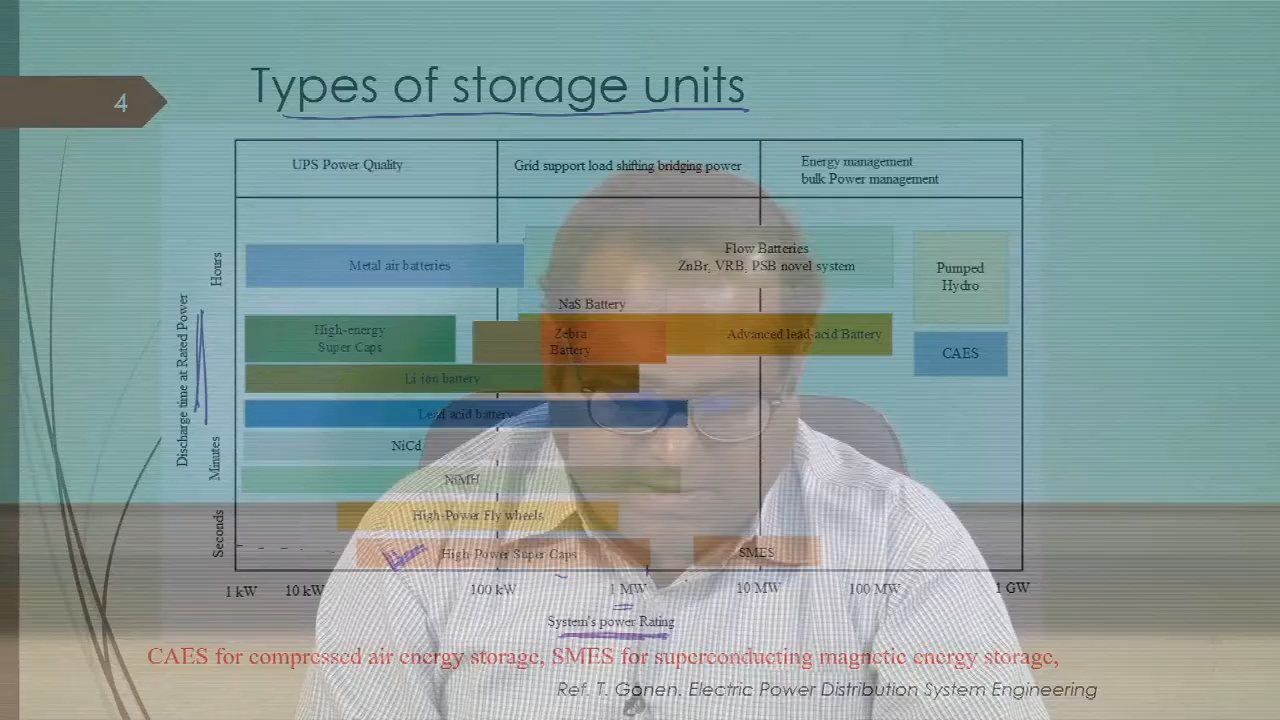 4
Types of storage units
UPS Power Quality
Grid support load shifting bridging power
Energy management
bulk Power management
Discharge time at Rated Power
Hours
Minutes
Seconds
Metal air batteries
Flow Batteries
ZnBr, VRB, PSB novel system
Pumped
Hydro
NaS Battery
High-energy
Super Caps
Zebra
Battery
Advanced lead-acid Battery
CAES
Li-ion battery
Lead acid battery
NiCd
NiMH
High-Power Fly wheels
High-Power Super Caps
SMES
1 kW
10 kW
100 kW
1 MW
10 MW
100 MW
1 GW
System's power Rating
CAES for compressed air energy storage, SMES for superconducting magnetic energy storage,
Ref. T. Gonen. Electric Power Distribution System Engineering